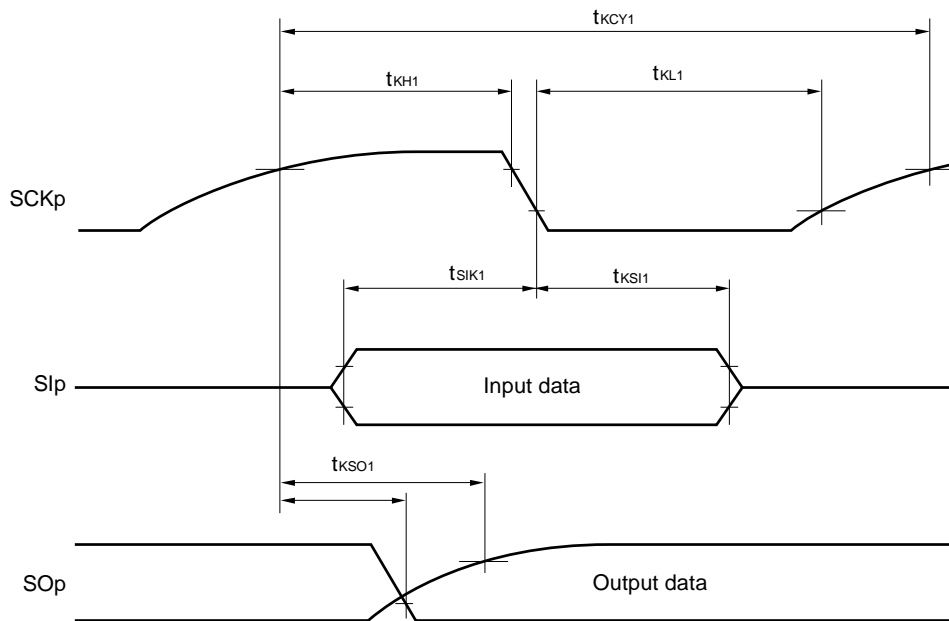 tKCY1
tKH1
tKL1
SCKp
tSIK1
tKSI1
SIp
Input data
tKSO1
SOp
Output data